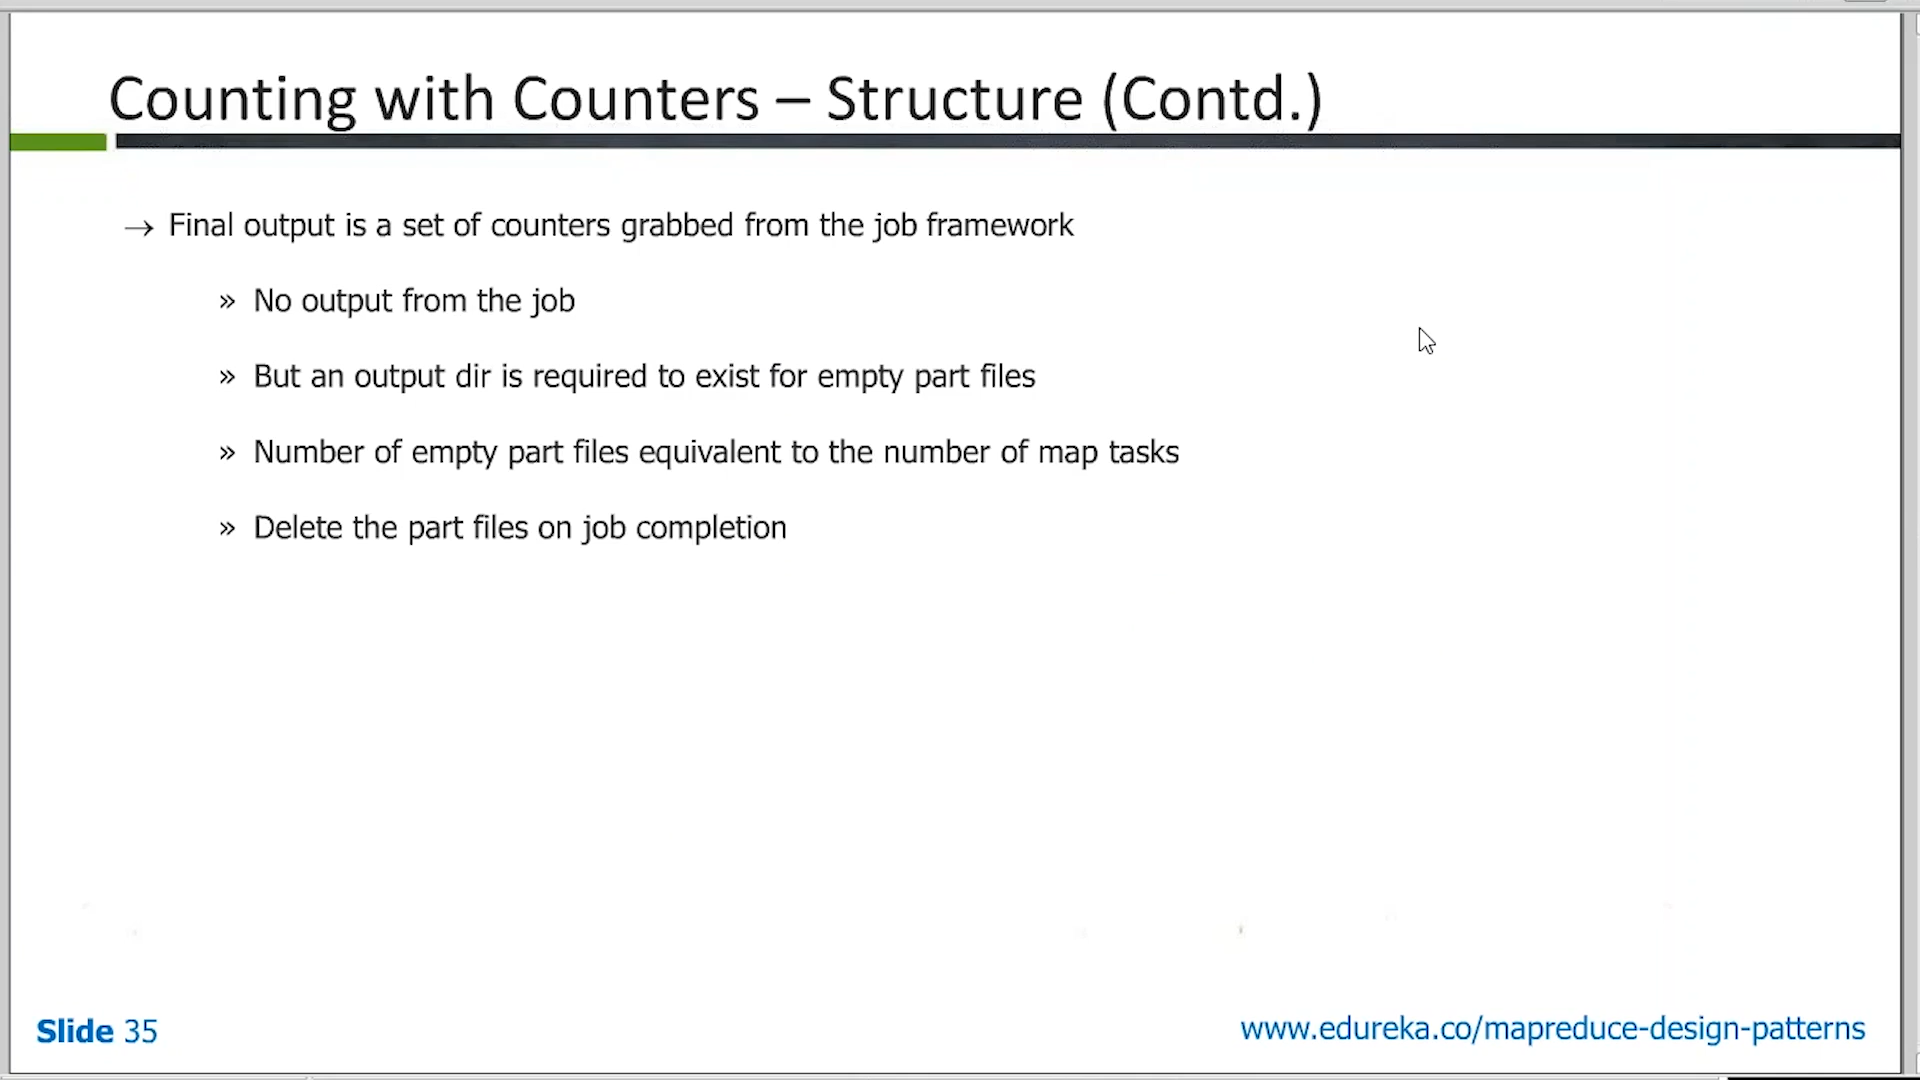 Counting with Counters – Structure (Contd.)
→ Final output is a set of counters grabbed from the job framework
» No output from the job
» But an output dir is required to exist for empty part files
» Number of empty part files equivalent to the number of map tasks
» Delete the part files on job completion
Slide 35
www.edureka.co/mapreduce-design-patterns